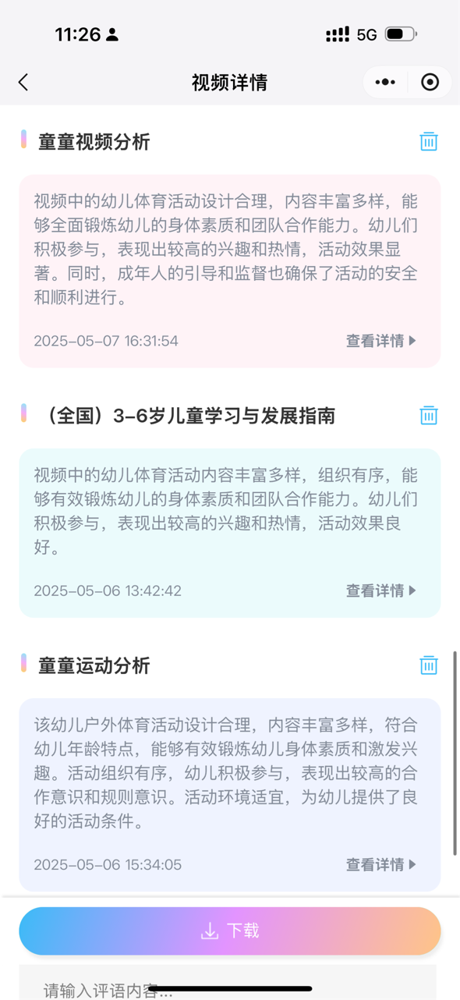 11:26
5G
视频详情
童童视频分析
视频中的幼儿体育活动设计合理，内容丰富多样，能
够全面锻炼幼儿的身体素质和团队合作能力。幼儿们
积极参与，表现出较高的兴趣和热情，活动效果显
著。同时，成年人的引导和监督也确保了活动的安全
和顺利进行。
2025-05-07 16:31:54
查看详情
（全国）3-6岁儿童学习与发展指南
视频中的幼儿体育活动内容丰富多样，组织有序，能
够有效锻炼幼儿的身体素质和团队合作能力。幼儿们
积极参与，表现出较高的兴趣和热情，活动效果良
好。
2025-05-06 13:42:42
查看详情
童童运动分析
该幼儿户外体育活动设计合理，内容丰富多样，符合
幼儿年龄特点，能够有效锻炼幼儿身体素质和激发兴
趣。活动组织有序，幼儿积极参与，表现出较高的合
作意识和规则意识。活动环境适宜，为幼儿提供了良
好的活动条件。
2025-05-06 15:34:05
查看详情
下载
请输入评语内容...